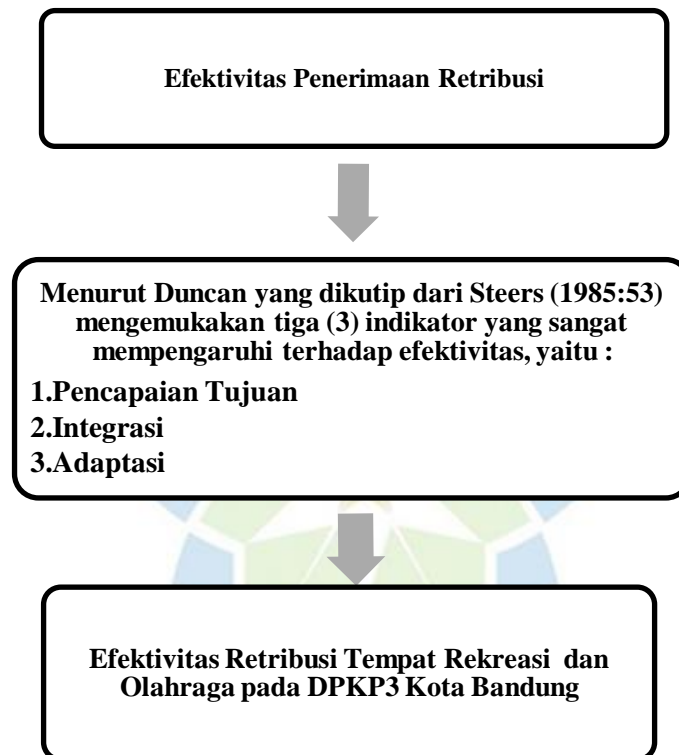 Efektivitas Penerimaan Retribusi
Menurut Duncan yang dikutip dari Steers (1985:53)
mengemukakan tiga (3) indikator yang sangat
mempengaruhi terhadap efektivitas, yaitu :
1.Pencapaian Tujuan
2.Integrasi
3.Adaptasi
Efektivitas Retribusi Tempat Rekreasi dan
Olahraga pada DPKP3 Kota Bandung